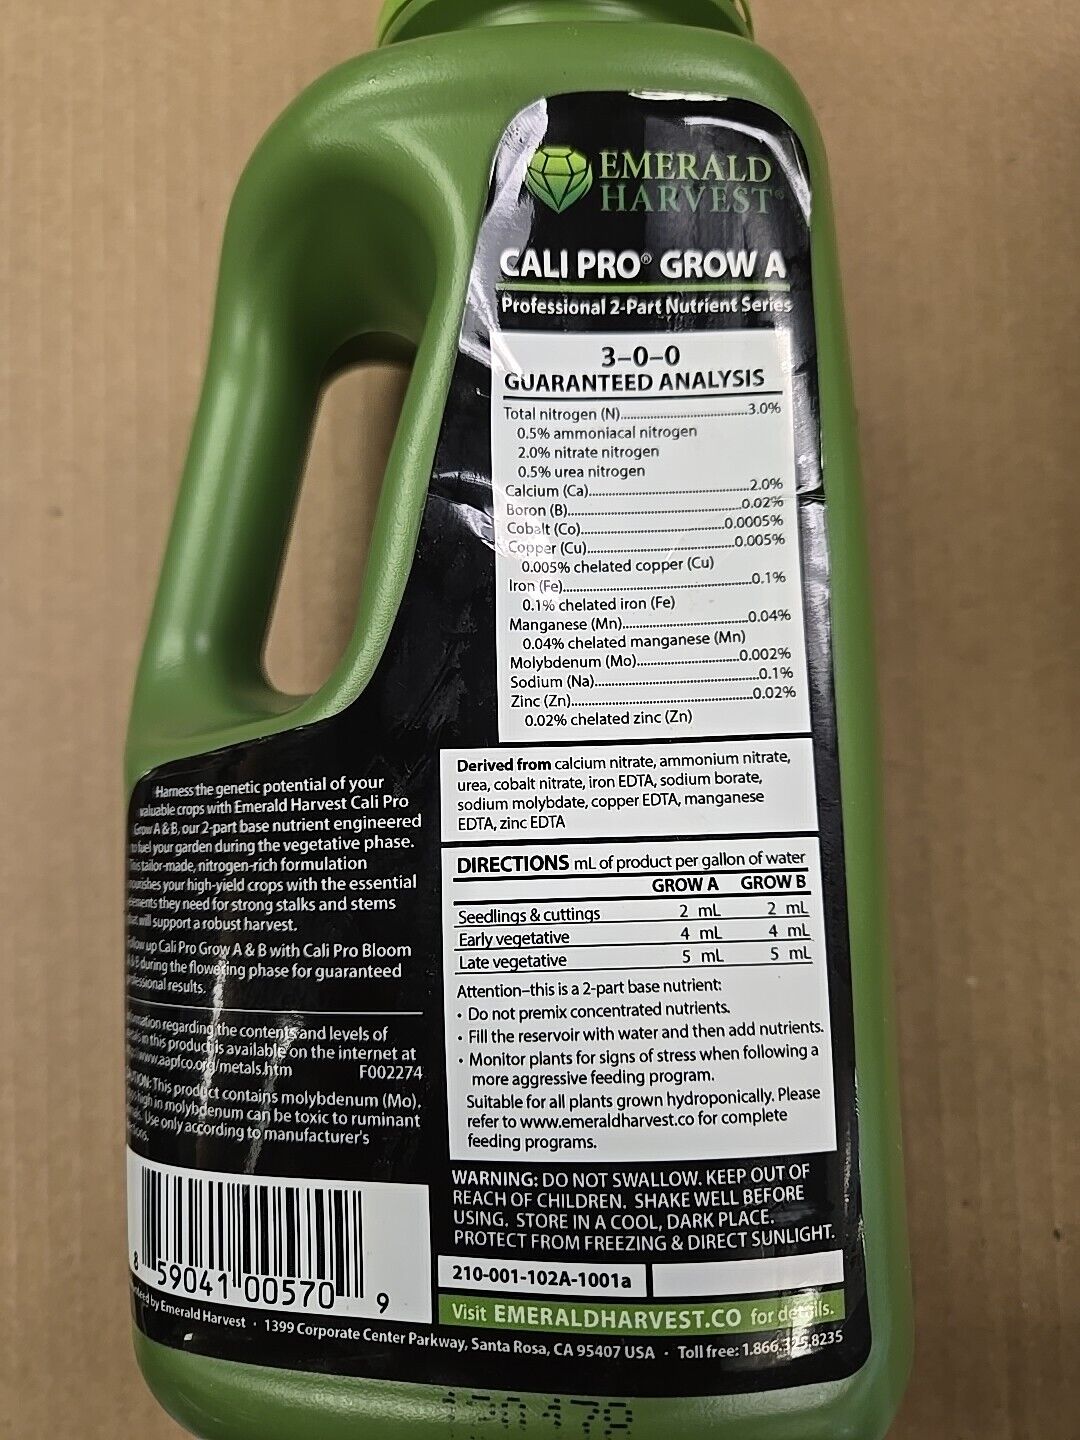 EMERALD
HARVEST®
CALI PRO® GROW A
Professional 2-Part Nutrient Series
3-0-0
GUARANTEED ANALYSIS
Total nitrogen (N)..........3.0%
0.5% ammoniacal nitrogen
2.0% nitrate nitrogen
0.5% urea nitrogen
Calcium (Ca)..........2.0%
Boron (B)..........0.02%
Cobalt (Co)..........0.0005%
Copper (Cu)..........0.005%
0.005% chelated copper (Cu)
Iron (Fe)..........0.1%
0.1% chelated iron (Fe)
Manganese (Mn)..........0.04%
0.04% chelated manganese (Mn)
Molybdenum (Mo)..........0.002%
Sodium (Na)..........0.1%
Zinc (Zn)..........0.02%
0.02% chelated zinc (Zn)
Derived from calcium nitrate, ammonium nitrate,
urea, cobalt nitrate, iron EDTA, sodium borate,
sodium molybdate, copper EDTA, manganese
EDTA, zinc EDTA
DIRECTIONS mL of product per gallon of water
GROW A GROW B
Seedlings & cuttings 2 mL 2 mL
Early vegetative 4 mL 4 mL
Late vegetative 5 mL 5 mL
Attention–this is a 2-part base nutrient:
• Do not premix concentrated nutrients.
• Fill the reservoir with water and then add nutrients.
• Monitor plants for signs of stress when following a
more aggressive feeding program.
Suitable for all plants grown hydroponically. Please
refer to www.emeraldharvest.co for complete
feeding programs.
WARNING: DO NOT SWALLOW. KEEP OUT OF
REACH OF CHILDREN. SHAKE WELL BEFORE
USING. STORE IN A COOL, DARK PLACE.
PROTECT FROM FREEZING & DIRECT SUNLIGHT.
210-001-102A-1001a
Visit EMERALDHARVEST.CO for details.
Harness the genetic potential of your
valuable crops with Emerald Harvest Cali Pro
Grow A & B, our 2-part base nutrient engineered
to fuel your garden during the vegetative phase.
This tailor-made, nitrogen-rich formulation
nourishes your high-yield crops with the essential
elements they need for strong stalks and stems
that will support a robust harvest.
Follow up Cali Pro Grow A & B with Cali Pro Bloom
A & B during the flowering phase for guaranteed
professional results.
regarding the contents and levels of
in this product is available on the internet at
www.aapfco.org/metals.htm F002274
This product contains molybdenum (Mo).
high in molybdenum can be toxic to ruminant
Use only according to manufacturer's
8 59041 00570 9
by Emerald Harvest • 1399 Corporate Center Parkway, Santa Rosa, CA 95407 USA • Toll free: 1.866.325.8235